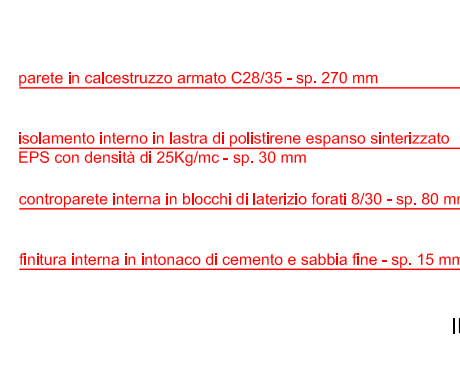 parete in calcestruzzo armato C28/35 - sp. 270 mm
isolamento interno in lastra di polistirene espanso sinterizzato
EPS con densità di 25Kg/mc - sp. 30 mm
controparete interna in blocchi di laterizio forati 8/30 - sp. 80 mm
finitura interna in intonaco di cemento e sabbia fine - sp. 15 mm